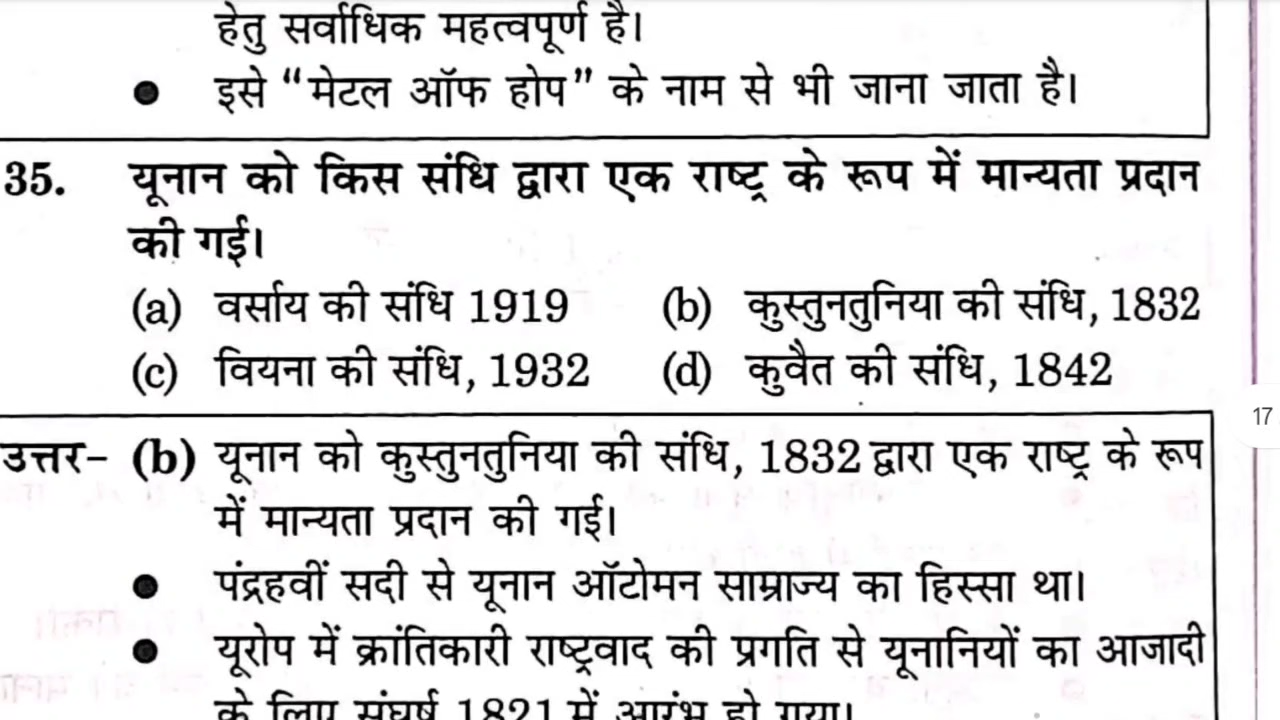 हेतु सर्वाधिक महत्वपूर्ण है।
● इसे “मेटल ऑफ होप” के नाम से भी जाना जाता है।
35. यूनान को किस संधि द्वारा एक राष्ट्र के रूप में मान्यता प्रदान
की गई।
(a) वर्साय की संधि 1919 (b) कुस्तुनतुनिया की संधि, 1832
(c) वियना की संधि, 1932 (d) कुवैत की संधि, 1842
17
उत्तर- (b) यूनान को कुस्तुनतुनिया की संधि, 1832 द्वारा एक राष्ट्र के रूप
में मान्यता प्रदान की गई।
● पंद्रहवीं सदी से यूनान ऑटोमन साम्राज्य का हिस्सा था।
● यूरोप में क्रांतिकारी राष्ट्रवाद की प्रगति से यूनानियों का आजादी
के लिए संघर्ष 1821 में आरंभ हो गया।